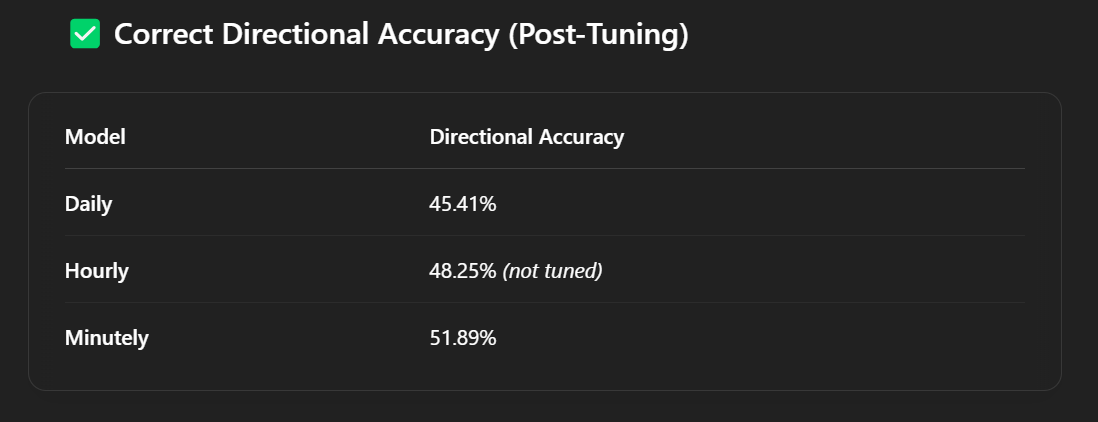 ✅ Correct Directional Accuracy (Post-Tuning)
Model Directional Accuracy
Daily 45.41%
Hourly 48.25% (not tuned)
Minutely 51.89%